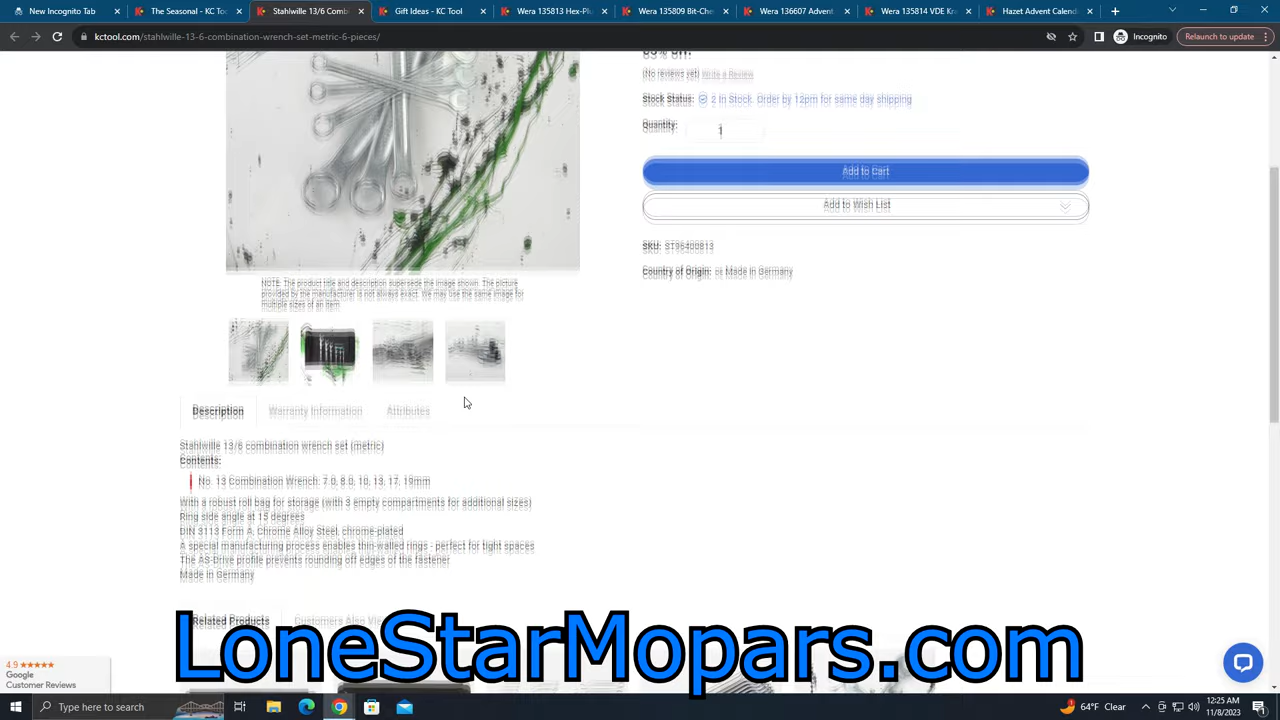 The Seasonal - KC Too
Stahlwille 13/6 Comb
Gift Ideas - KC Tool
Wera 135813 Hex-Plu
Wera 135809 Bit-Che
Wera 136607 Advent
Wera 135814 VDE Kr
Hazet Advent Calend
kctool.com/stahlwille-13-6-combination-wrench-set-metric-6-pieces/
Incognito
Relaunch to update
(No reviews yet) Write a Review
Stock Status: 2 In Stock. Order by 12pm for same day shipping
Quantity: 1
Add to Cart
Add to Wish List
SKU: ST96400813
Country of Origin: Made in Germany
NOTE: The product title and description supersede the image shown. The picture
provided by the manufacturer is not always exact. We may use the same image for
multiple sizes of an item
Description
Warranty Information
Attributes
Stahlwille 13/6 combination wrench set (metric)
Contents:
No. 13 Combination Wrench: 7.0, 8.0, 10, 13, 17, 19mm
With a robust roll bag for storage (with 3 empty compartments for additional sizes)
Ring side angle at 15 degrees
DIN 3113 Form A, Chrome Alloy Steel, chrome-plated
A special manufacturing process enables thin-walled rings - perfect for tight spaces
The AS-Drive profile prevents rounding off edges of the fastener
Made in Germany
Related Products
Customers Also Vie
LoneStarMopars.com
4.9
Google
Customer Reviews
Type here to search
64°F Clear
12:25 AM
11/8/2023